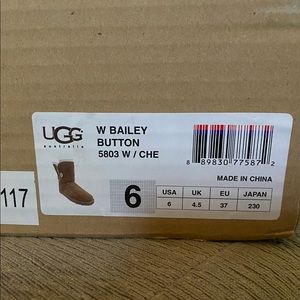 UGG
australia
W BAILEY
BUTTON
5803 W / CHE
8 89830 77587 2
MADE IN CHINA
117
6
USA UK EU JAPAN
6 4.5 37 230